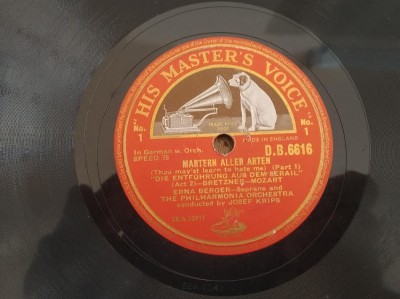 HIS MASTER'S VOICE
No. 1
No. 1
MADE IN ENGLAND
In German w. Orch.
SPEED 78
D.B.6616
MARTERN ALLER ARTEN
(Thou may'st learn to hate me) (Part 1)
"DIE ENTFÜHRUNG AUS DEM SERAIL"
(Act 2)—BRETZNER—MOZART
ERNA BERGER—Soprano and
THE PHILHARMONIA ORCHESTRA
conducted by JOSEF KRIPS